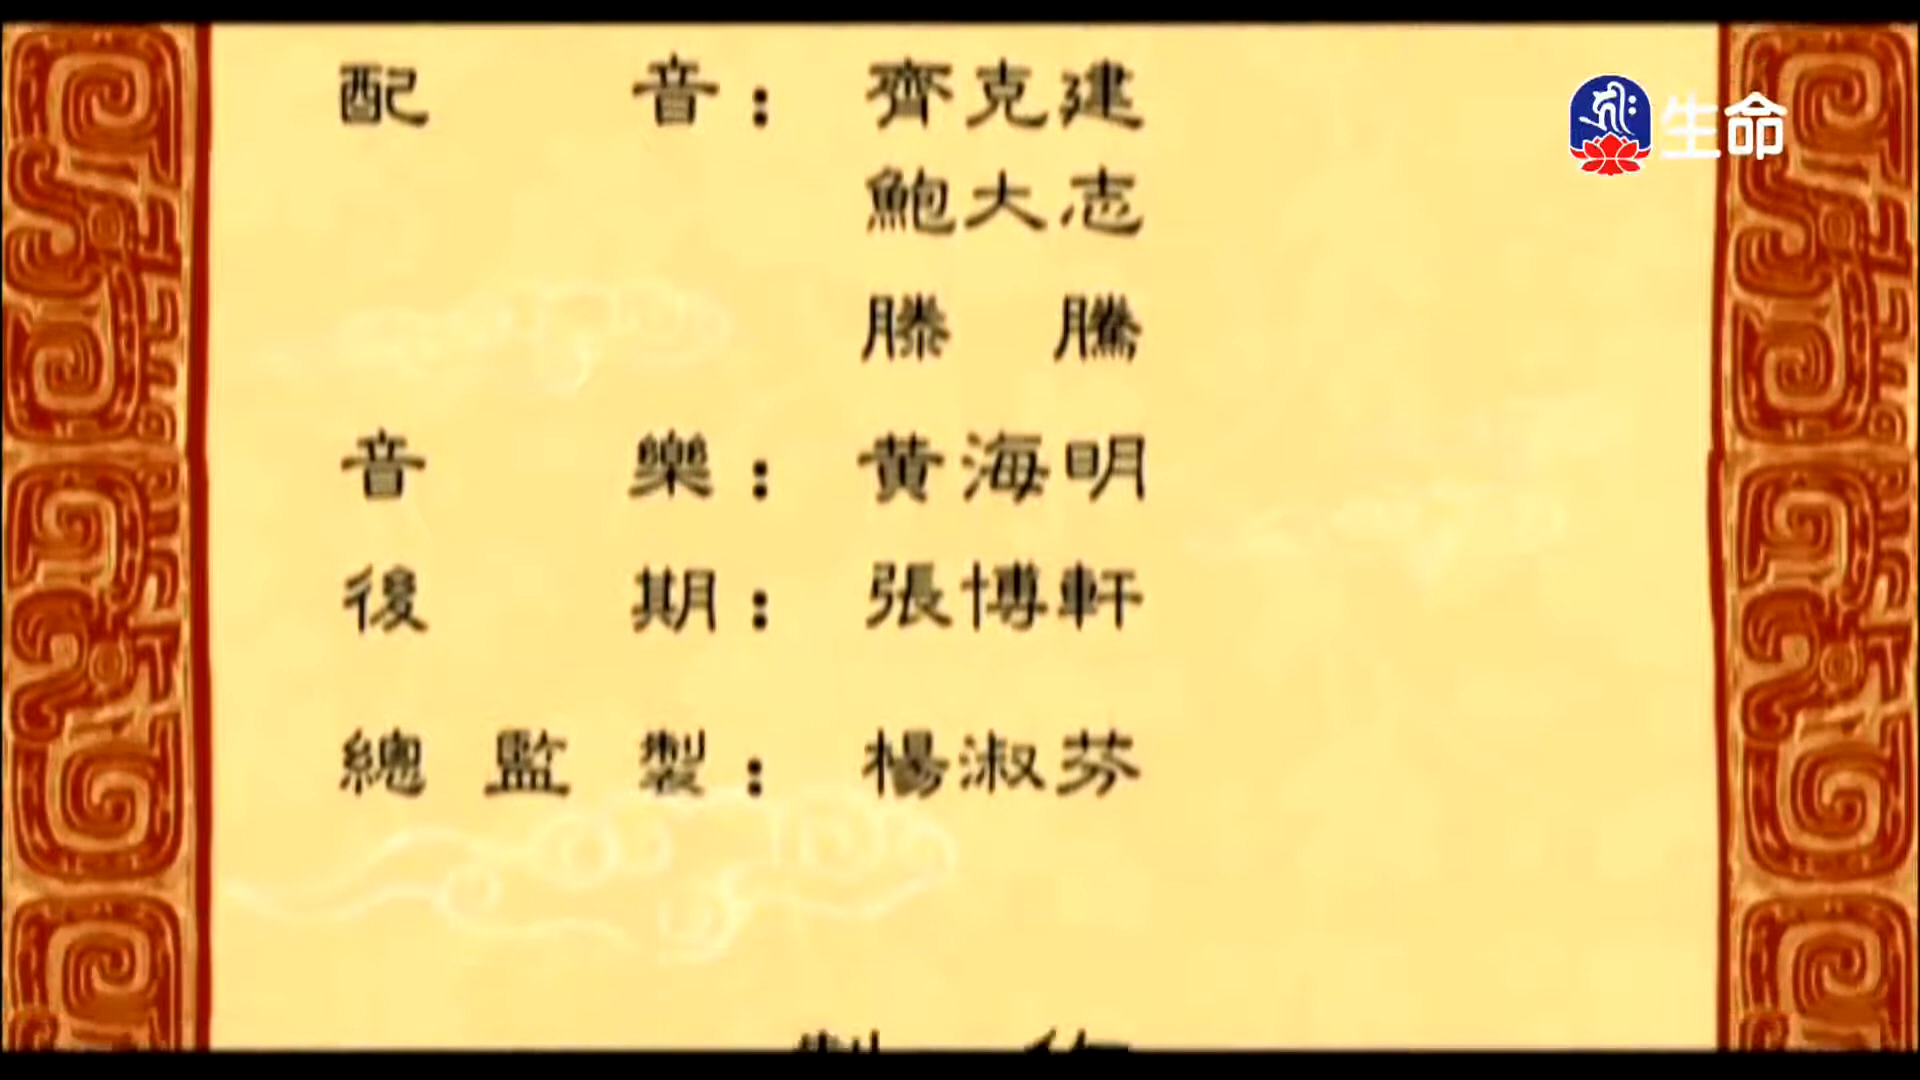 配音：齊克建
生命
鮑大志
滕騰
音樂：黄海明
後期：張博軒
總監製：楊淑芬